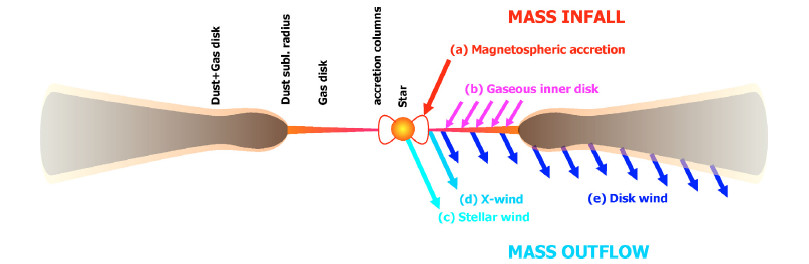 MASS INFALL
(a) Magnetospheric accretion
(b) Gaseous inner disk
Dust+Gas disk
Dust subl. radius
Gas disk
accretion columns
Star
(d) X-wind
(e) Disk wind
(c) Stellar wind
MASS OUTFLOW